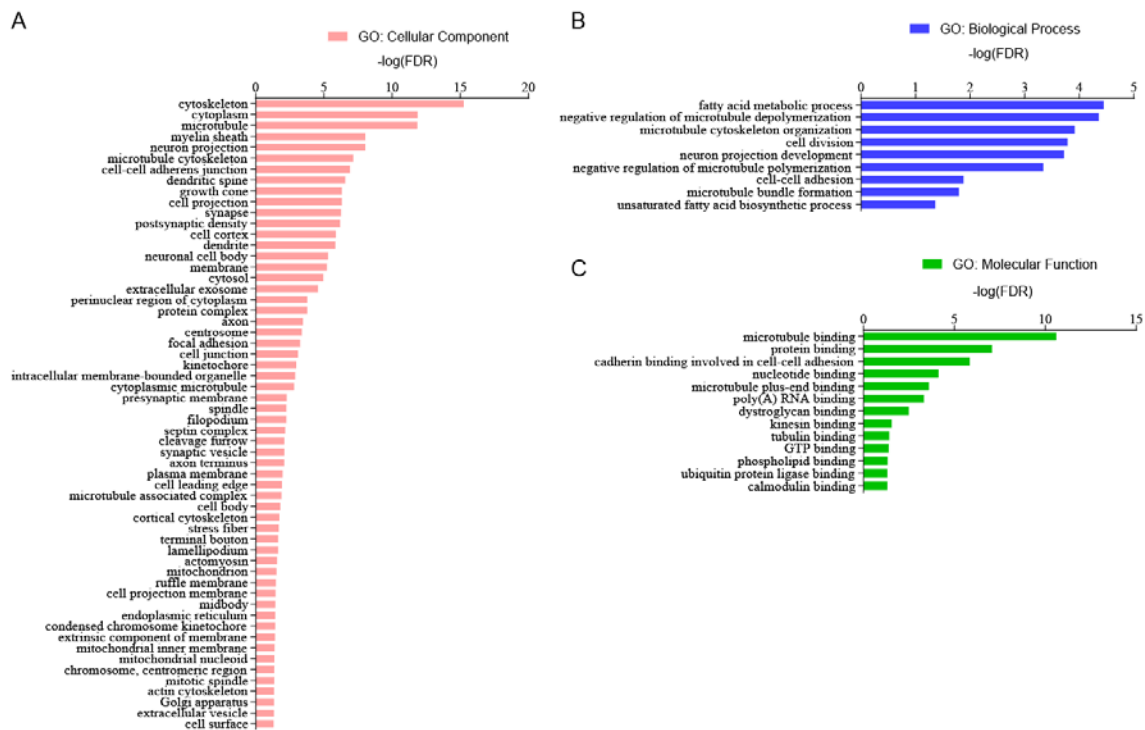 A
GO: Cellular Component
-log(FDR)
0 5 10 15 20
cytoskeleton
cytoplasm
microtubule
myelin sheath
neuron projection
microtubule cytoskeleton
cell-cell adherens junction
dendritic spine
growth cone
cell projection
synapse
postsynaptic density
cell cortex
dendrite
neuronal cell body
membrane
cytosol
extracellular exosome
perinuclear region of cytoplasm
protein complex
axon
centrosome
focal adhesion
cell junction
kinetochore
intracellular membrane-bounded organelle
cytoplasmic microtubule
presynaptic membrane
spindle
filopodium
septin complex
cleavage furrow
synaptic vesicle
axon terminus
plasma membrane
cell leading edge
microtubule associated complex
cell body
cortical cytoskeleton
stress fiber
terminal bouton
lamellipodium
actomyosin
mitochondrion
ruffle membrane
cell projection membrane
midbody
endoplasmic reticulum
condensed chromosome kinetochore
extrinsic component of membrane
mitochondrial inner membrane
mitochondrial nucleoid
chromosome, centromeric region
mitotic spindle
actin cytoskeleton
Golgi apparatus
extracellular vesicle
cell surface
B
GO: Biological Process
-log(FDR)
0 1 2 3 4 5
fatty acid metabolic process
negative regulation of microtubule depolymerization
microtubule cytoskeleton organization
cell division
neuron projection development
negative regulation of microtubule polymerization
cell-cell adhesion
microtubule bundle formation
unsaturated fatty acid biosynthetic process
C
GO: Molecular Function
-log(FDR)
0 5 10 15
microtubule binding
protein binding
cadherin binding involved in cell-cell adhesion
nucleotide binding
microtubule plus-end binding
poly(A) RNA binding
dystroglycan binding
kinesin binding
tubulin binding
GTP binding
phospholipid binding
ubiquitin protein ligase binding
calmodulin binding